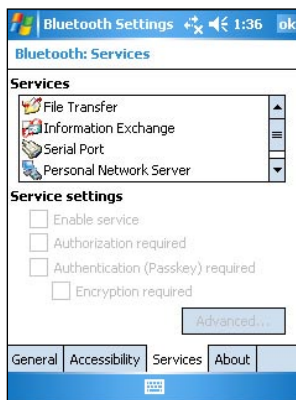 Bluetooth Settings 1:36 ok
Bluetooth: Services
Services
File Transfer
Information Exchange
Serial Port
Personal Network Server
Service settings
Enable service
Authorization required
Authentication (Passkey) required
Encryption required
Advanced...
General Accessibility Services About